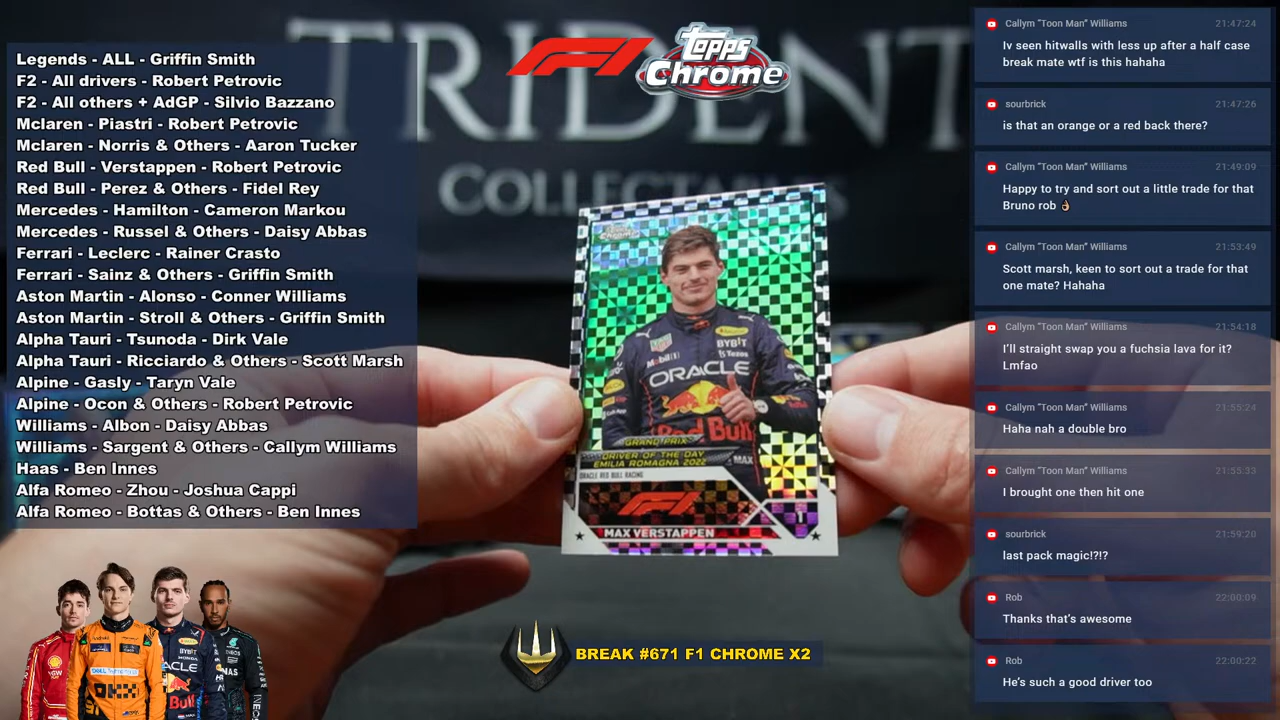 TRIDENT
COLLECTABLES
F1
Topps
Chrome
Legends - ALL - Griffin Smith
F2 - All drivers - Robert Petrovic
F2 - All others + AdGP - Silvio Bazzano
Mclaren - Piastri - Robert Petrovic
Mclaren - Norris & Others - Aaron Tucker
Red Bull - Verstappen - Robert Petrovic
Red Bull - Perez & Others - Fidel Rey
Mercedes - Hamilton - Cameron Markou
Mercedes - Russel & Others - Daisy Abbas
Ferrari - Leclerc - Rainer Crasto
Ferrari - Sainz & Others - Griffin Smith
Aston Martin - Alonso - Conner Williams
Aston Martin - Stroll & Others - Griffin Smith
Alpha Tauri - Tsunoda - Dirk Vale
Alpha Tauri - Ricciardo & Others - Scott Marsh
Alpine - Gasly - Taryn Vale
Alpine - Ocon & Others - Robert Petrovic
Williams - Albon - Daisy Abbas
Williams - Sargent & Others - Callym Williams
Haas - Ben Innes
Alfa Romeo - Zhou - Joshua Cappi
Alfa Romeo - Bottas & Others - Ben Innes
Chrome
BYBIT
Mobil 1
ORACLE
Red Bull
GRAND PRIX
DRIVER OF THE DAY
EMILIA ROMAGNA 2022
MAX
ORACLE RED BULL RACING
F1
1
MAX VERSTAPPEN
BREAK #671 F1 CHROME X2
Callym "Toon Man" Williams 21:47:24
Iv seen hitwalls with less up after a half case
break mate wtf is this hahaha
sourbrick 21:47:26
is that an orange or a red back there?
Callym "Toon Man" Williams 21:49:09
Happy to try and sort out a little trade for that
Bruno rob 👌🏼
Callym "Toon Man" Williams 21:53:49
Scott marsh, keen to sort out a trade for that
one mate? Hahaha
Callym "Toon Man" Williams 21:54:18
I'll straight swap you a fuchsia lava for it?
Lmfao
Callym "Toon Man" Williams 21:55:24
Haha nah a double bro
Callym "Toon Man" Williams 21:55:33
I brought one then hit one
sourbrick 21:59:20
last pack magic!?!?
Rob 22:00:09
Thanks that's awesome
Rob 22:00:22
He's such a good driver too